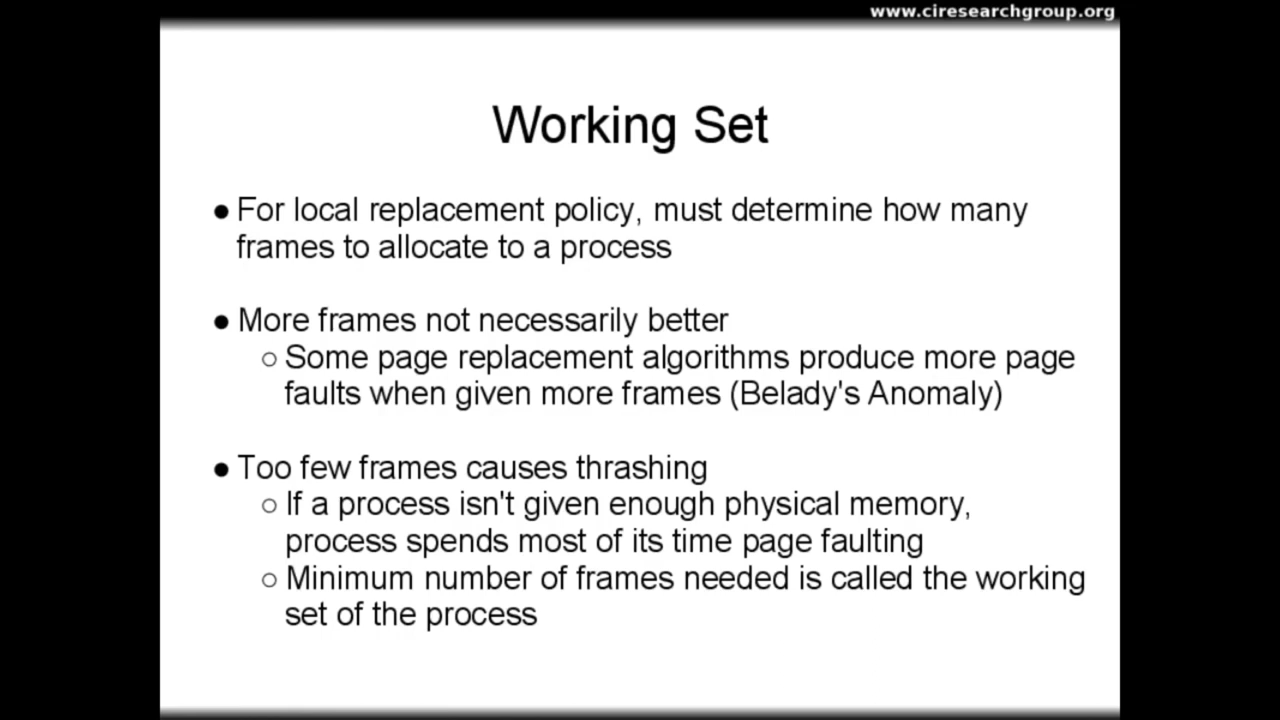 www.ciresearchgroup.org
Working Set
● For local replacement policy, must determine how many
frames to allocate to a process
● More frames not necessarily better
○ Some page replacement algorithms produce more page
faults when given more frames (Belady's Anomaly)
● Too few frames causes thrashing
○ If a process isn't given enough physical memory,
process spends most of its time page faulting
○ Minimum number of frames needed is called the working
set of the process